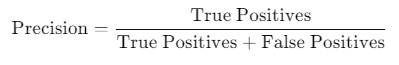 Precision = True Positives / True Positives + False Positives